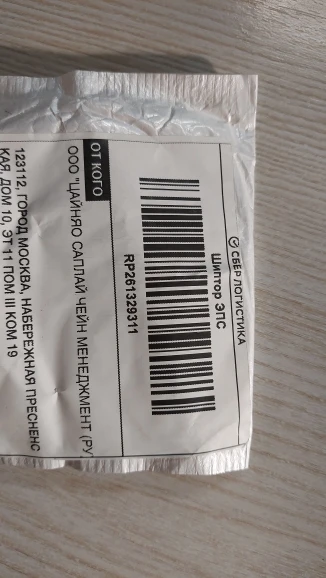 СБЕР ЛОГИСТИКА
Шиптор ЭПС
RP261329311
ОТ КОГО
ООО "ЦАЙНЯО САПЛАЙ ЧЕЙН МЕНЕДЖМЕНТ (РУ
123112, ГОРОД МОСКВА, НАБЕРЕЖНАЯ ПРЕСНЕНС
КАЯ, ДОМ 10, ЭТ 11 ПОМ III КОМ 19